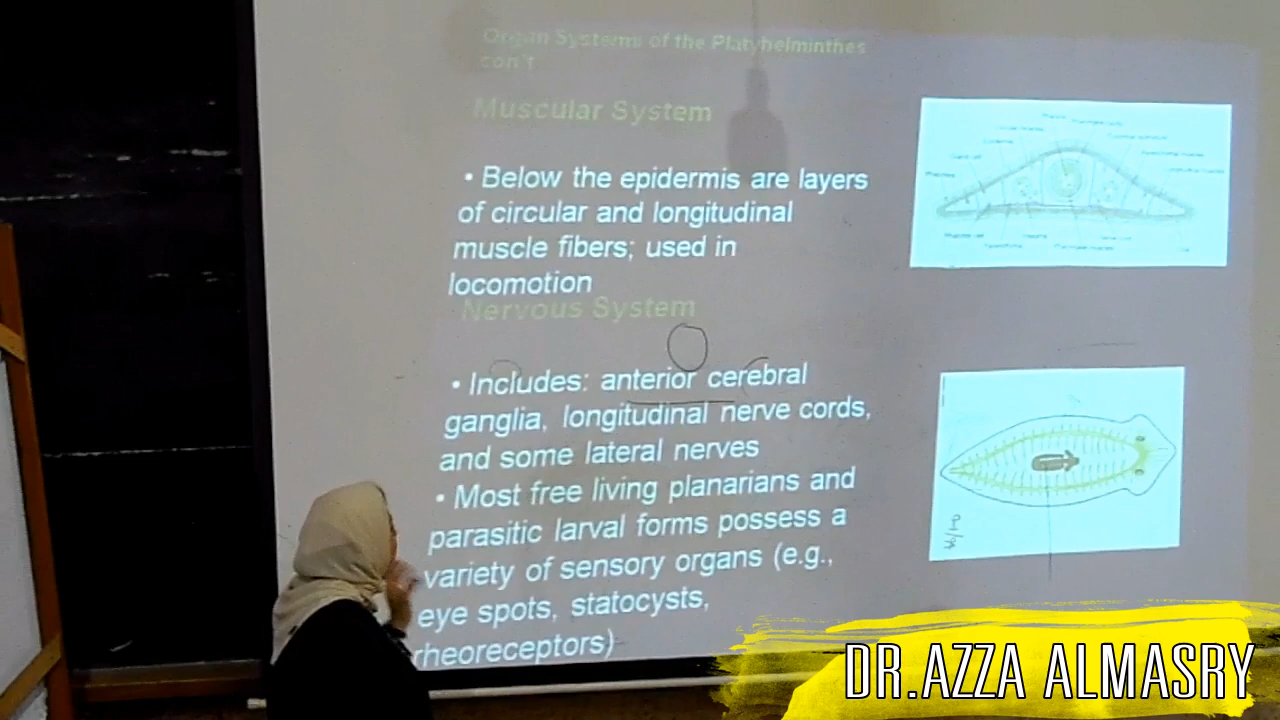 Organ Systems of the Platyhelminthes
con't
Muscular System
• Below the epidermis are layers
of circular and longitudinal
muscle fibers; used in
locomotion
Nervous System
• Includes: anterior cerebral
ganglia, longitudinal nerve cords,
and some lateral nerves
• Most free living planarians and
parasitic larval forms possess a
variety of sensory organs (e.g.,
eye spots, statocysts,
rheoreceptors)
DR.AZZA ALMASRY